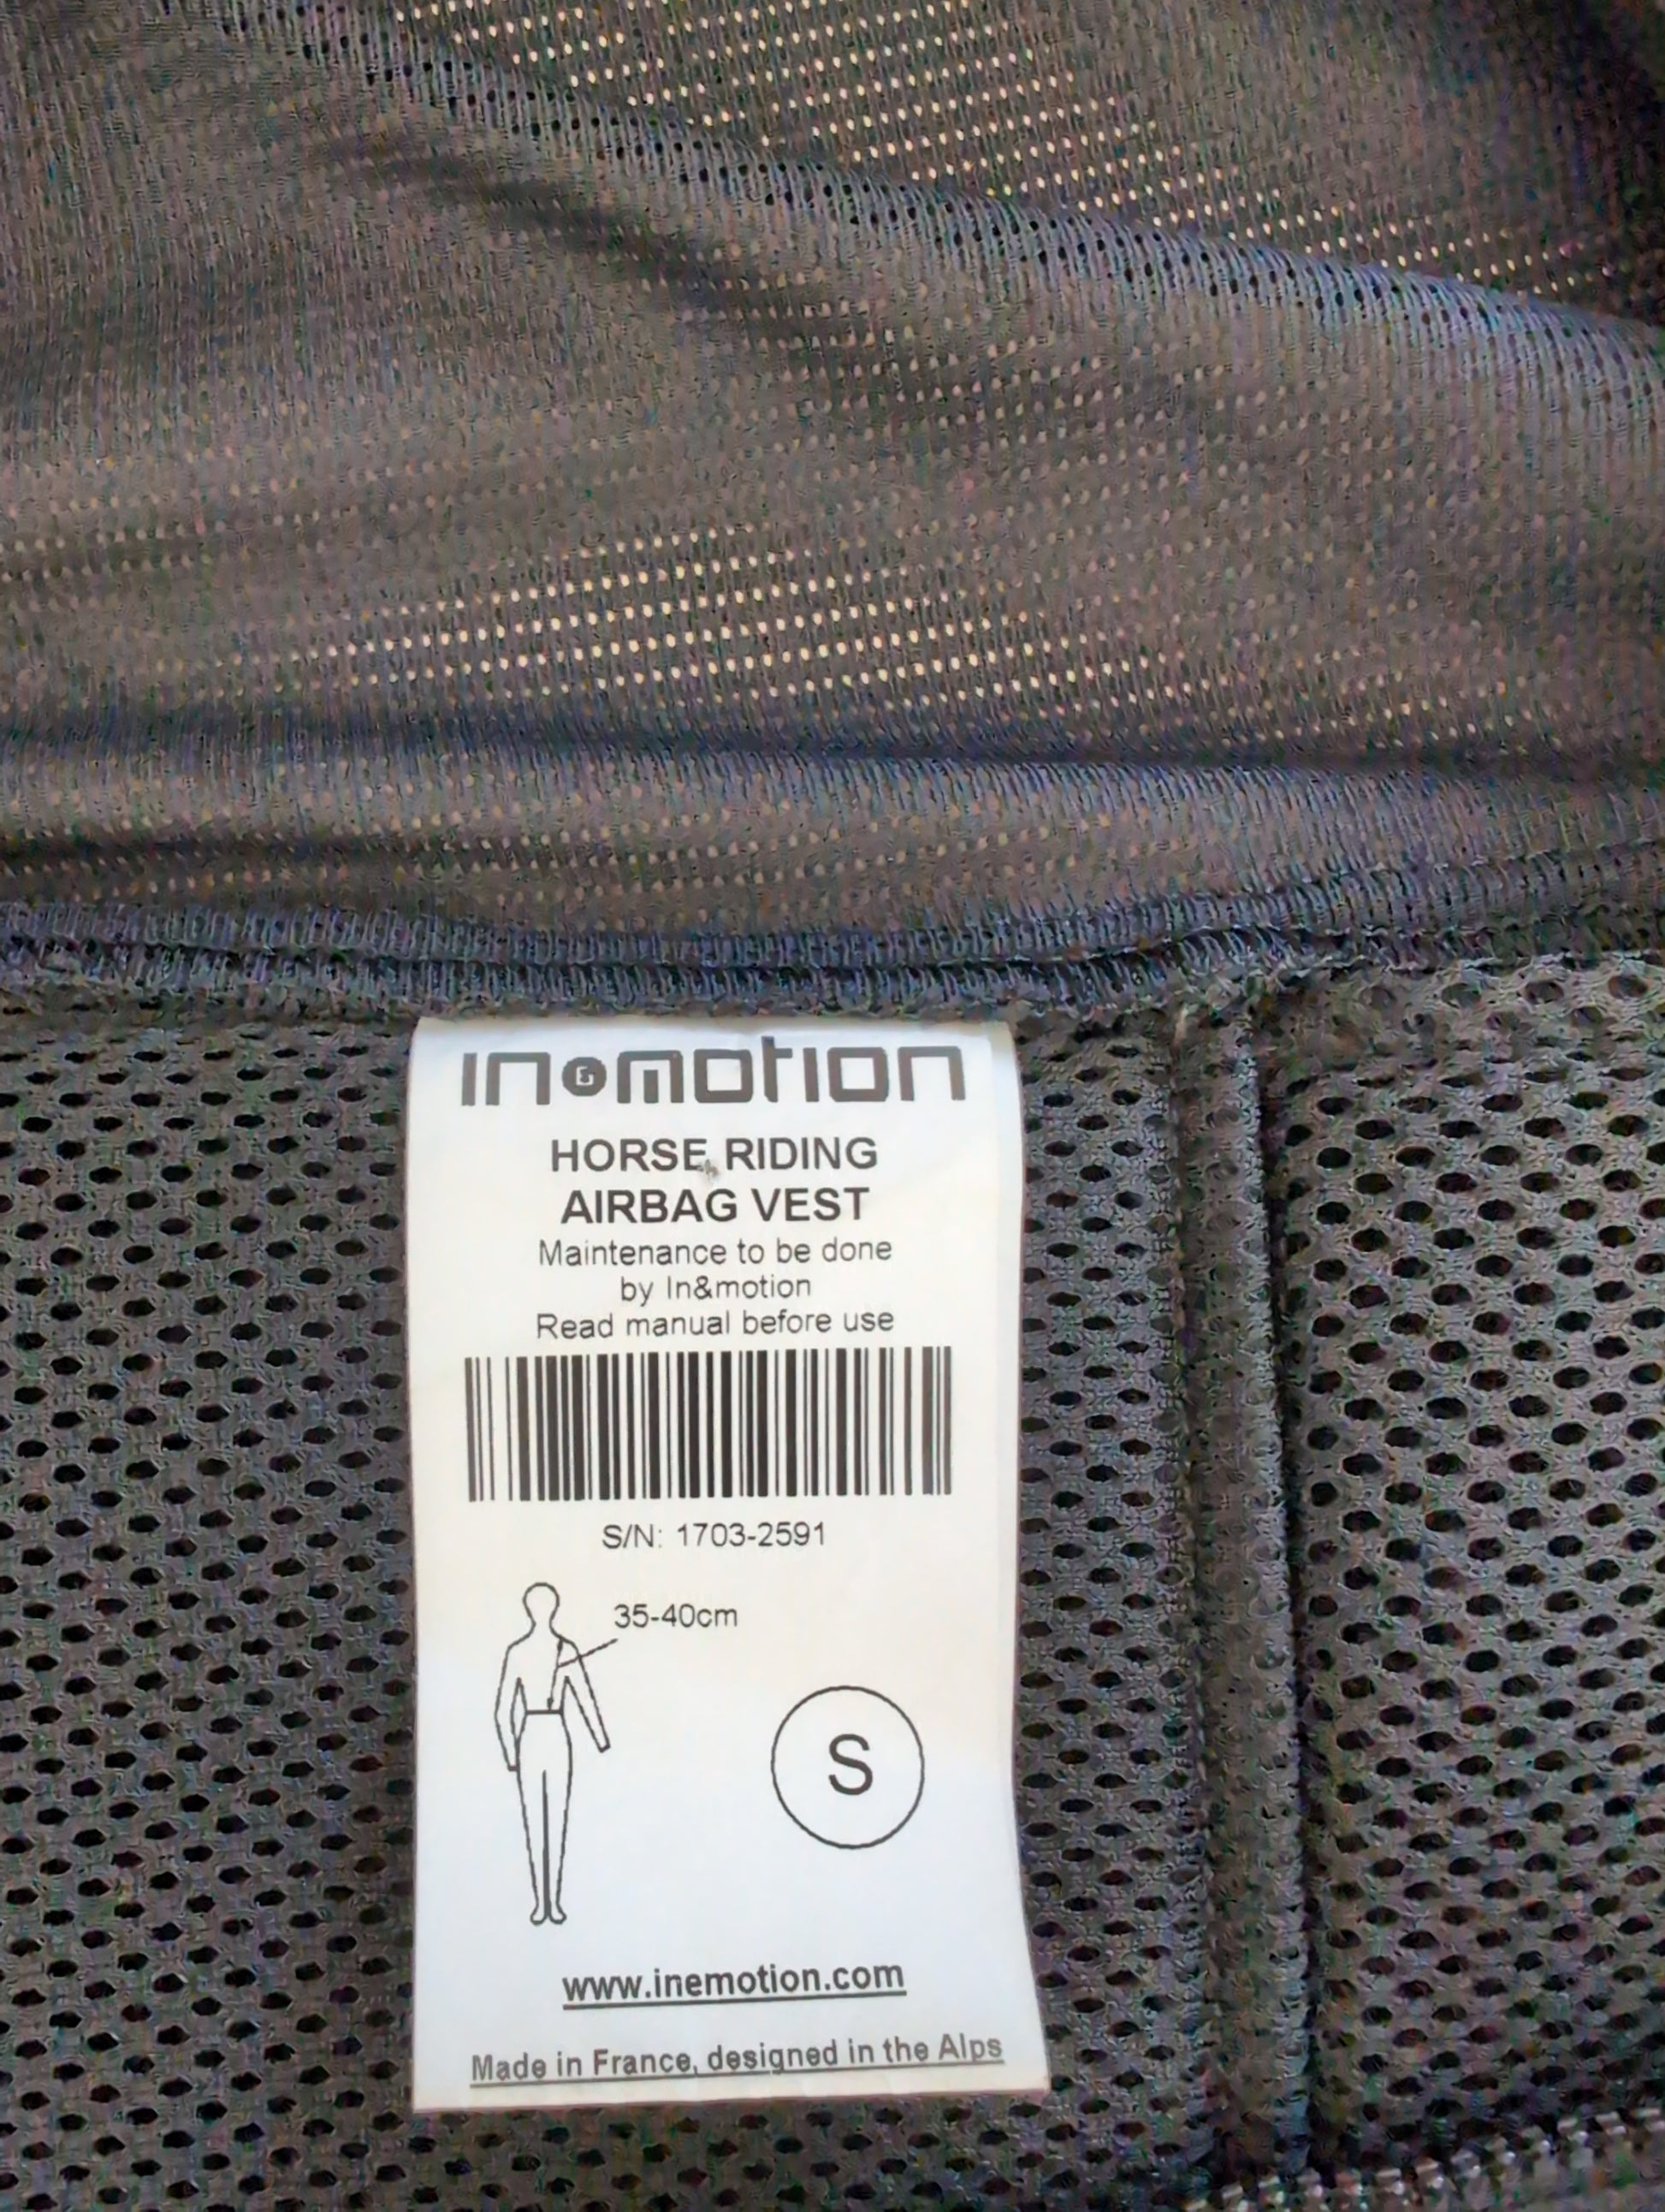 in&motion
HORSE RIDING
AIRBAG VEST
Maintenance to be done
by In&motion
Read manual before use
S/N: 1703-2591
35-40cm
S
www.inemotion.com
Made in France, designed in the Alps